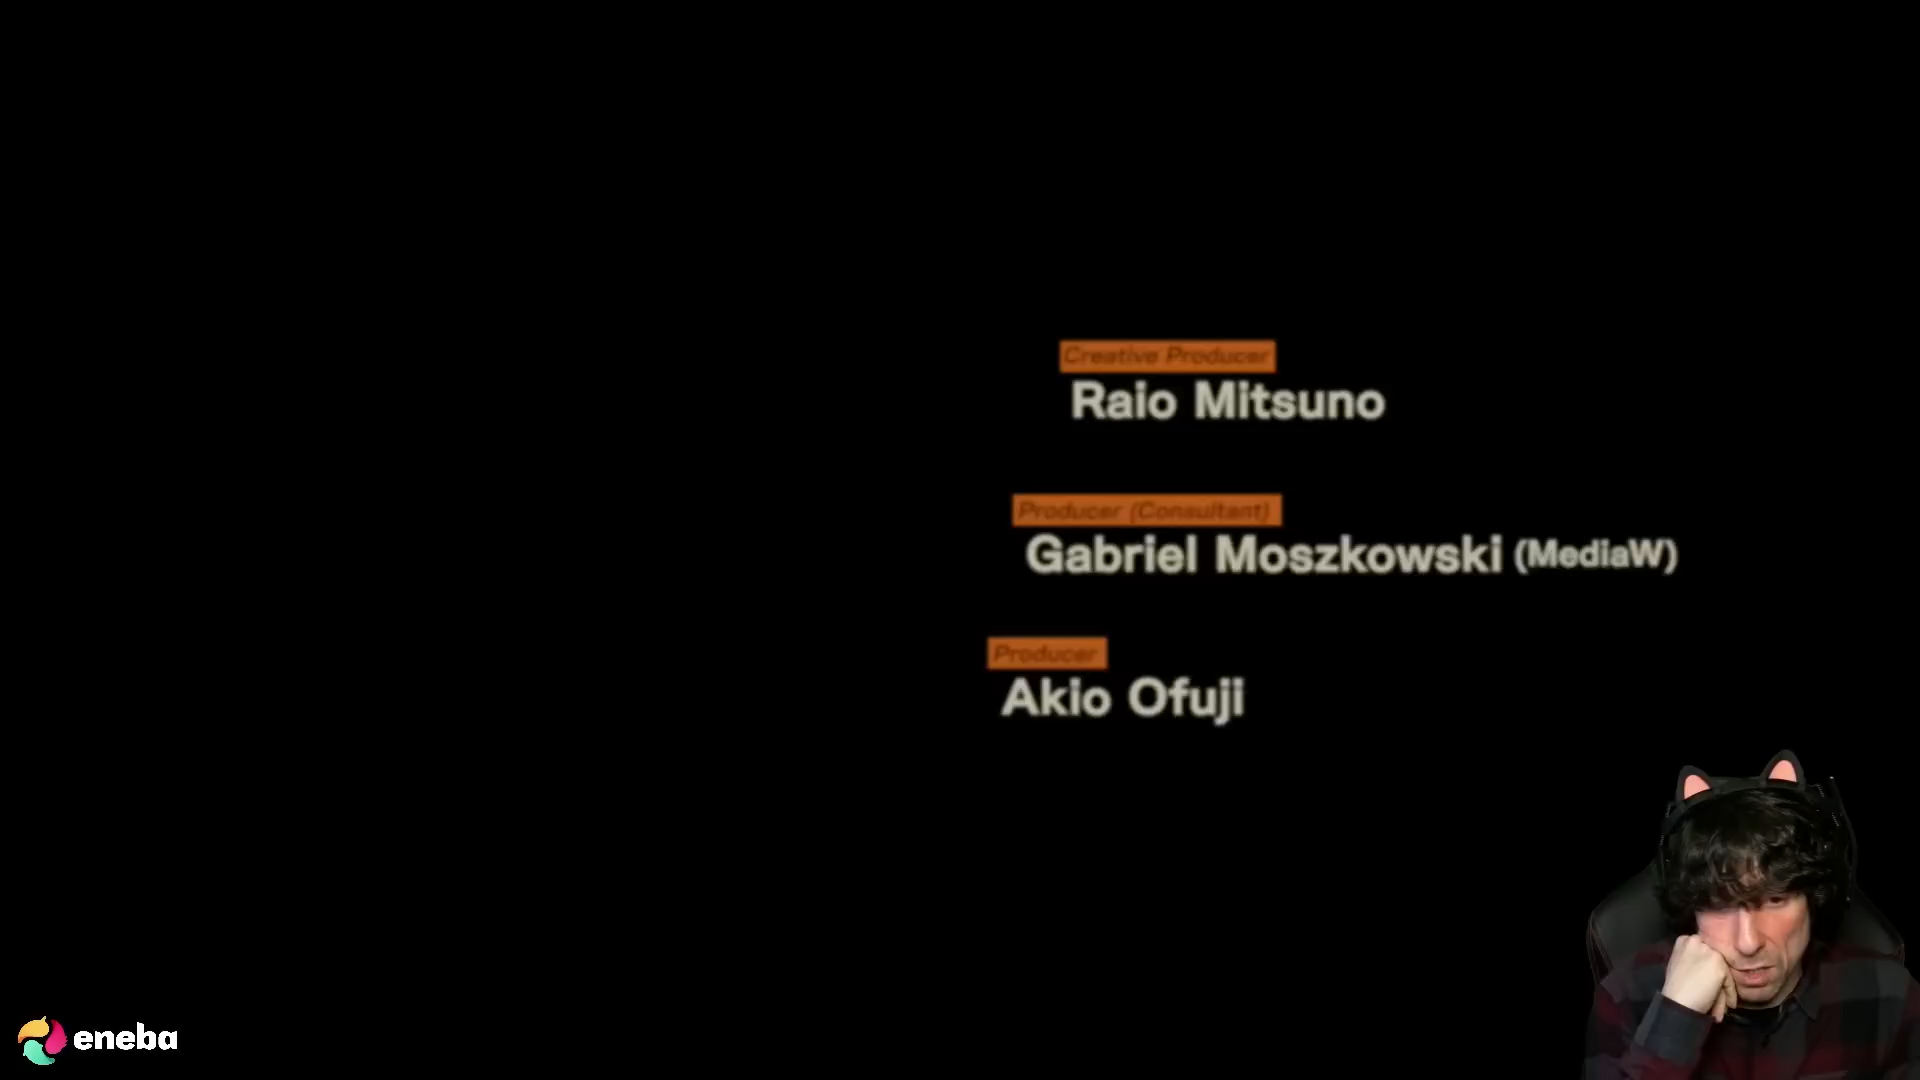 Creative Producer
Raio Mitsuno
Producer (Consultant)
Gabriel Moszkowski (MediaW)
Producer
Akio Ofuji
eneba